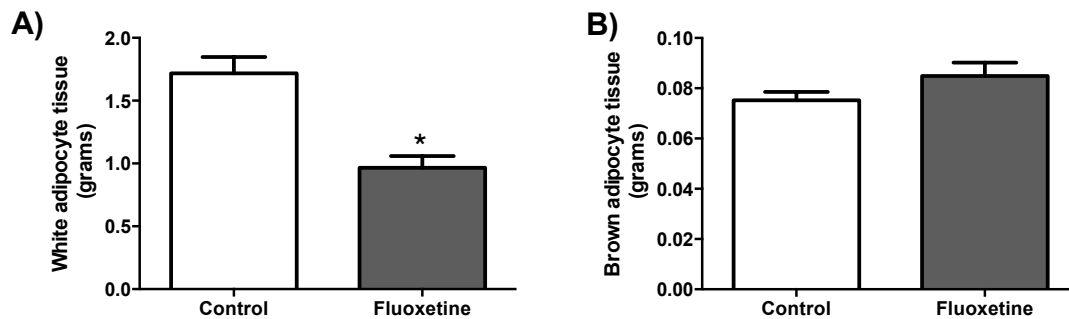 A)
White adipocyte tissue
(grams)
2.0
1.5
1.0
0.5
0.0
*
Control
Fluoxetine
B)
Brown adipocyte tissue
(grams)
0.10
0.08
0.06
0.04
0.02
0.00
Control
Fluoxetine